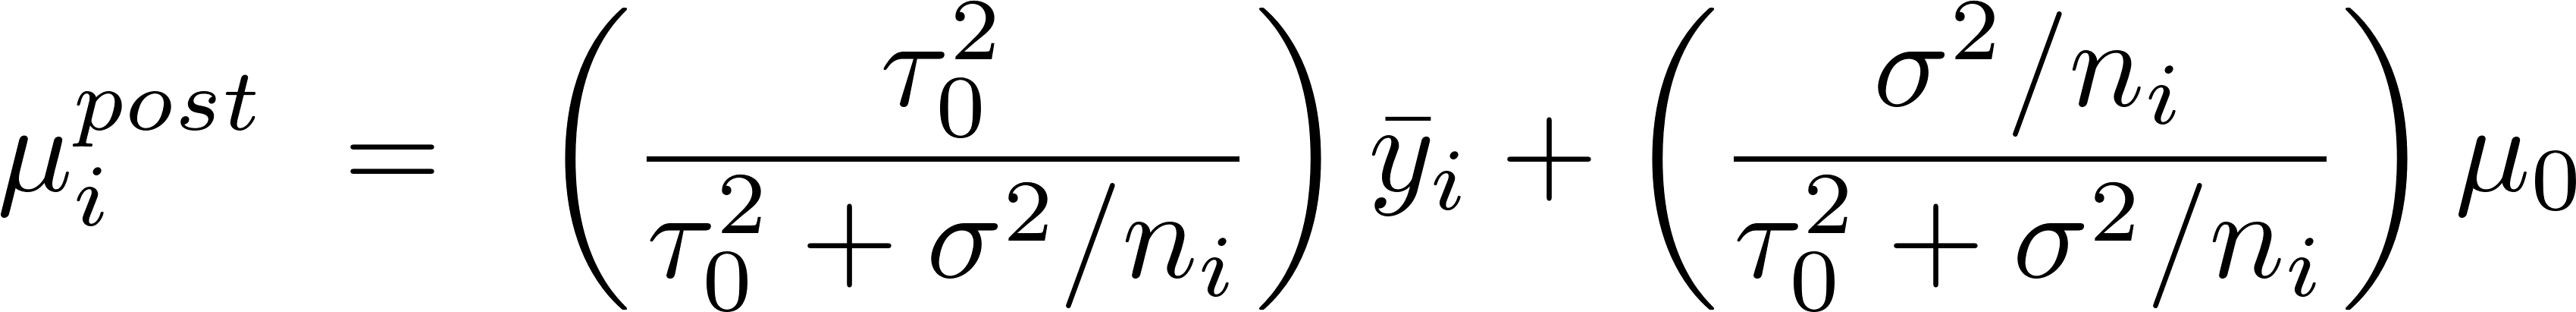 μ_i^{post} = \left( \frac{τ_0^2}{τ_0^2 + σ^2/n_i} \right) \bar{y}_i + \left( \frac{σ^2/n_i}{τ_0^2 + σ^2/n_i} \right) μ_0